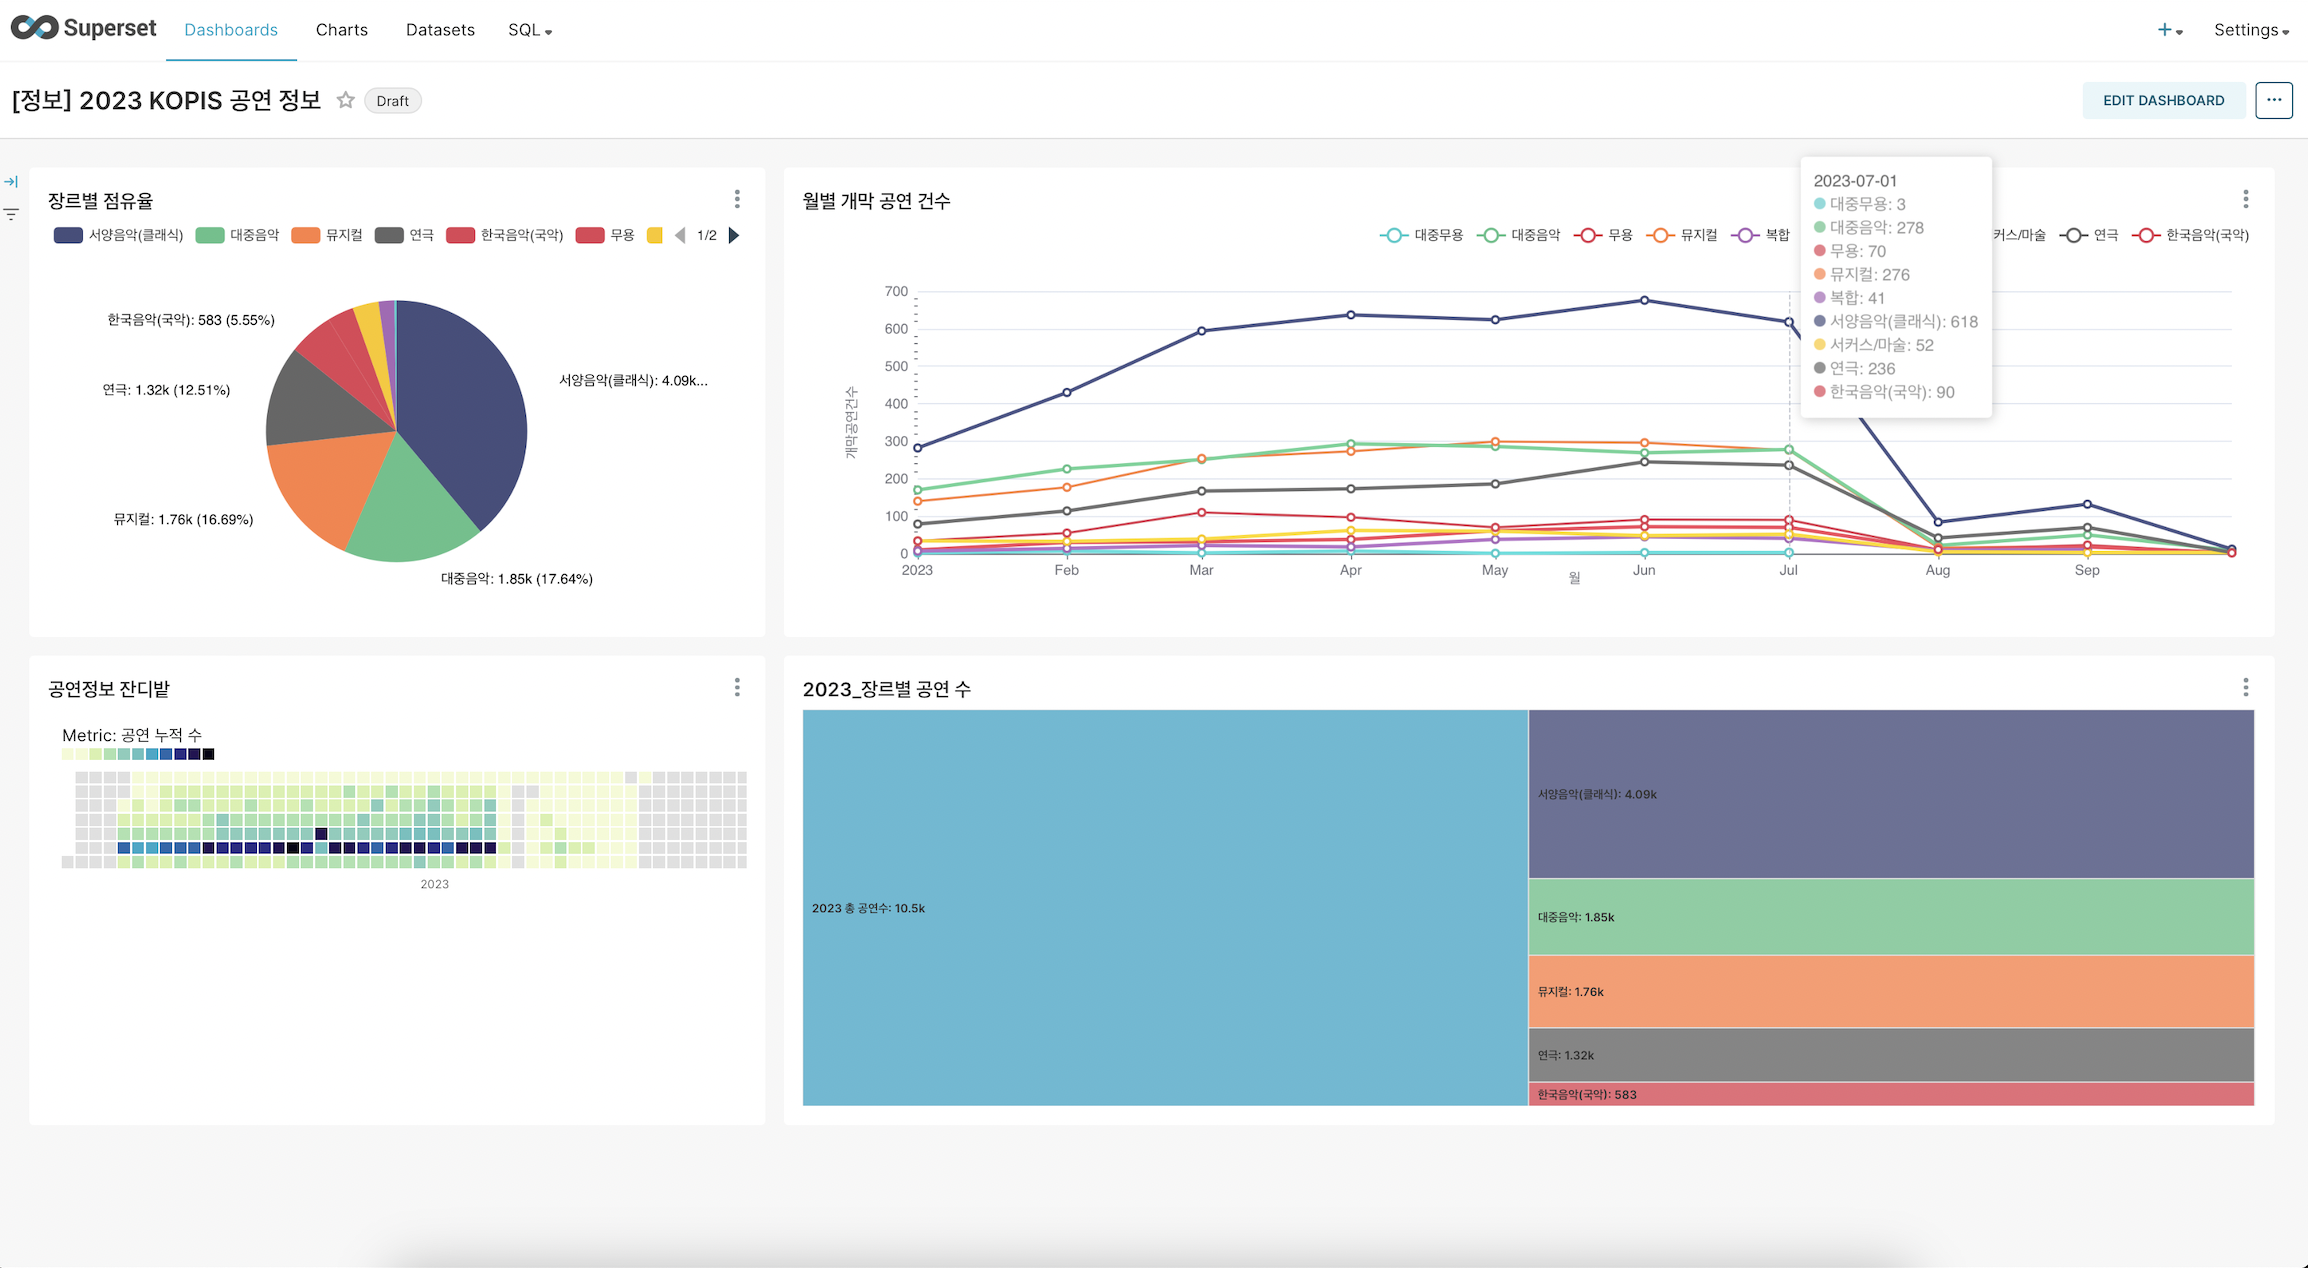 Superset Dashboards Charts Datasets SQL + Settings
[정보] 2023 KOPIS 공연 정보 Draft EDIT DASHBOARD ...
장르별 점유율
서양음악(클래식) 대중음악 뮤지컬 연극 한국음악(국악) 무용 1/2
한국음악(국악): 583 (5.55%)
서양음악(클래식): 4.09k...
연극: 1.32k (12.51%)
뮤지컬: 1.76k (16.69%)
대중음악: 1.85k (17.64%)
월별 개막 공연 건수
대중무용 대중음악 무용 뮤지컬 복합 커스/마술 연극 한국음악(국악)
2023-07-01
대중무용: 3
대중음악: 278
무용: 70
뮤지컬: 276
복합: 41
서양음악(클래식): 618
서커스/마술: 52
연극: 236
한국음악(국악): 90
개막공연건수
700
600
500
400
300
200
100
0
2023 Feb Mar Apr May Jun Jul Aug Sep
월
공연정보 잔디밭
Metric: 공연 누적 수
2023
2023_장르별 공연 수
2023 총 공연수: 10.5k
서양음악(클래식): 4.09k
대중음악: 1.85k
뮤지컬: 1.76k
연극: 1.32k
한국음악(국악): 583